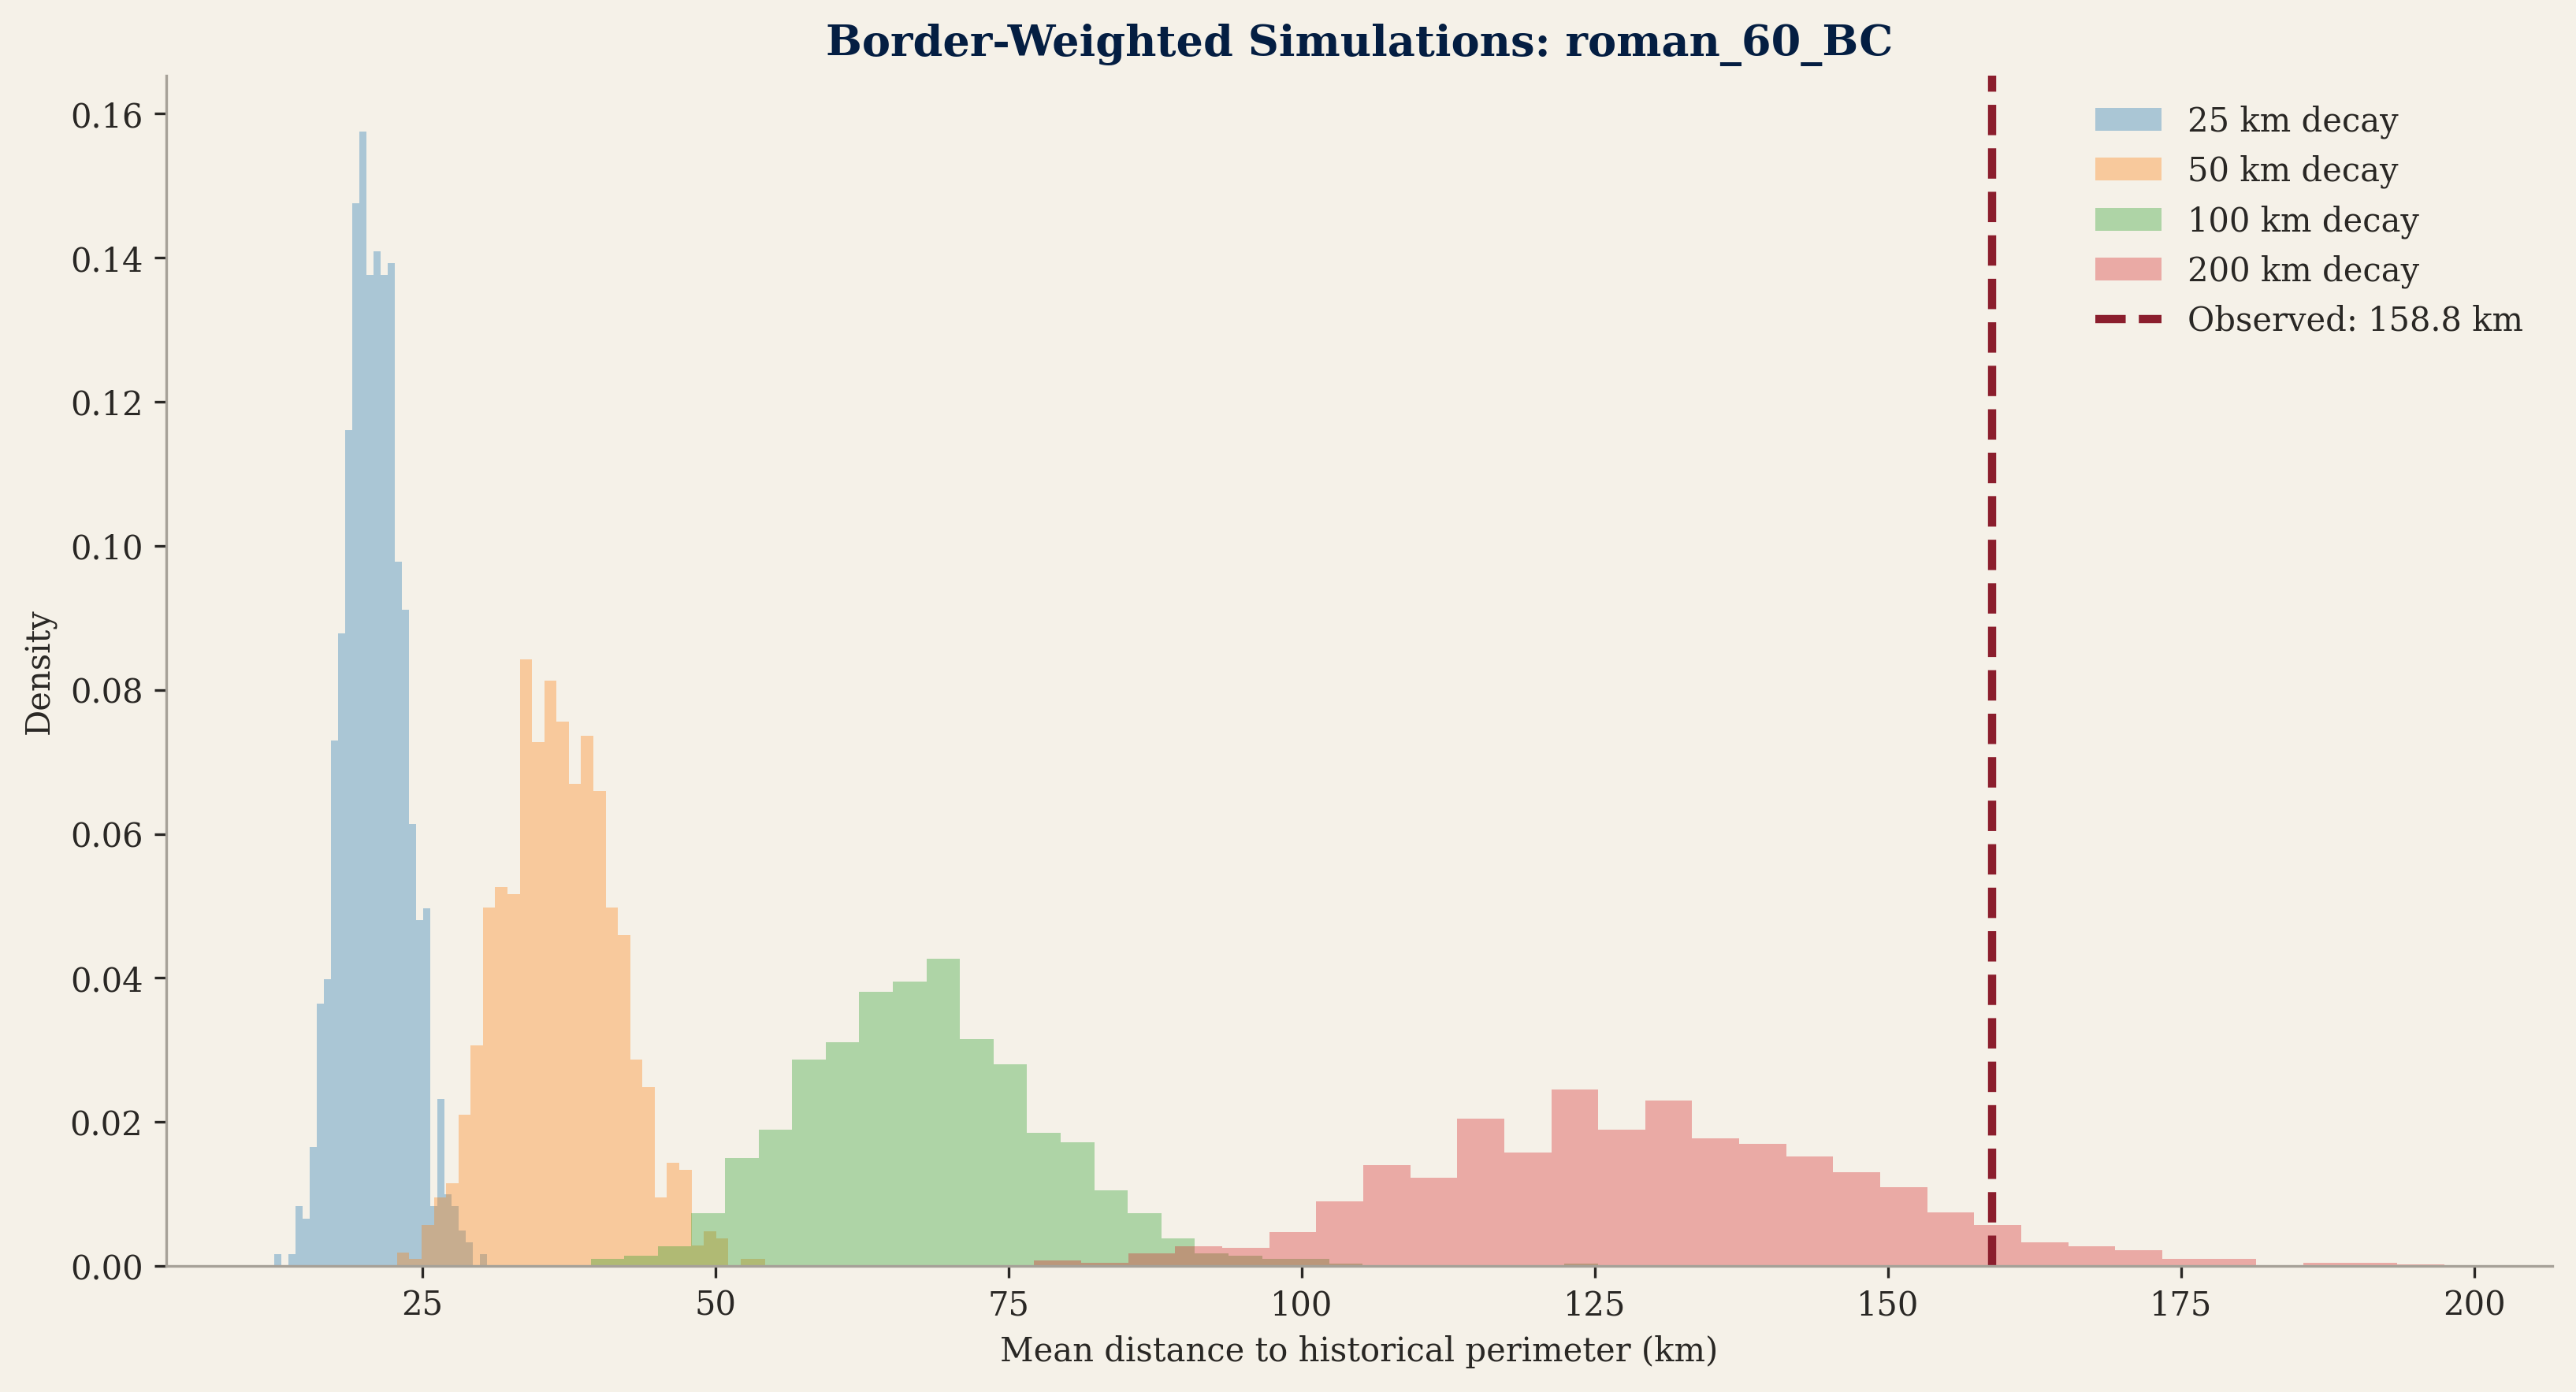 Border-Weighted Simulations: roman_60_BC
25 km decay
50 km decay
100 km decay
200 km decay
Observed: 158.8 km
Density
0.16
0.14
0.12
0.10
0.08
0.06
0.04
0.02
0.00
25 50 75 100 125 150 175 200
Mean distance to historical perimeter (km)